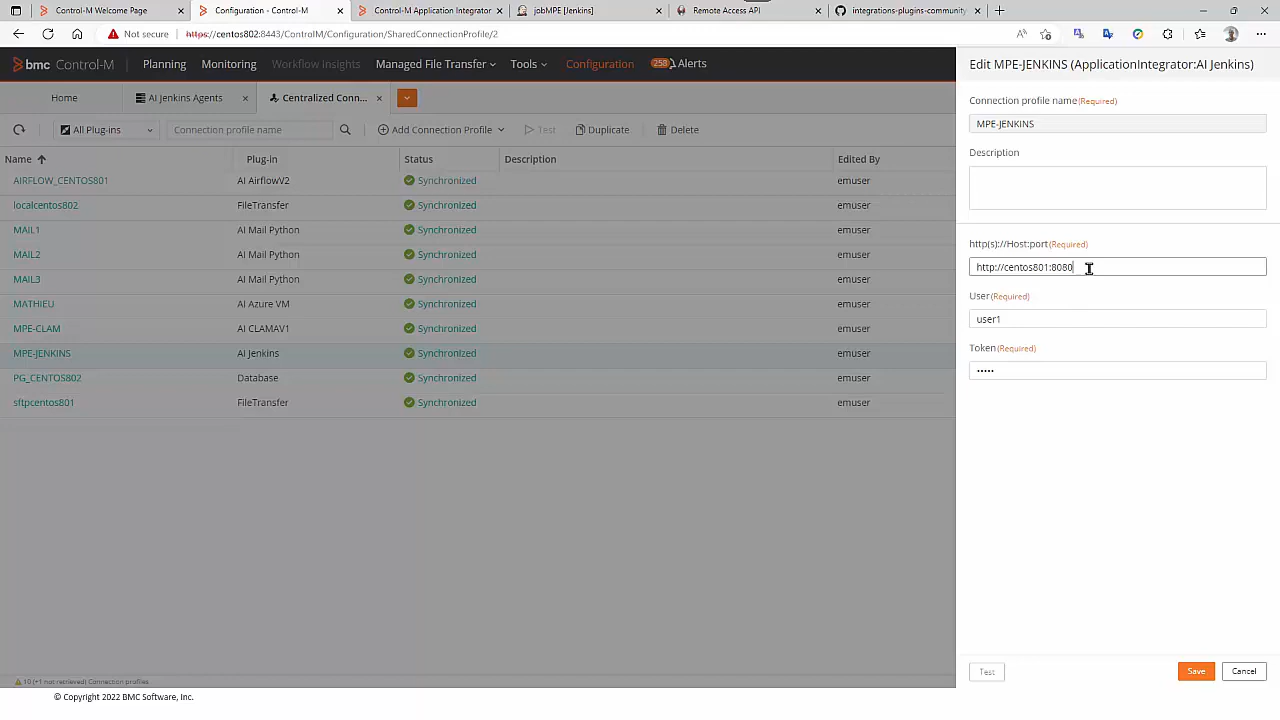 Control-M Welcome Page
Configuration - Control-M
Control-M Application Integrator
jobMPE [Jenkins]
Remote Access API
integrations-plugins-community
Not secure
https://centos802:8443/ControlM/Configuration/SharedConnectionProfile/2
bmc Control-M
Planning
Monitoring
Workflow Insights
Managed File Transfer
Tools
Configuration
258 Alerts
Home
AI Jenkins Agents
Centralized Conn...
All Plug-ins
Connection profile name
Add Connection Profile
Test
Duplicate
Delete
Name Plug-in Status Description Edited By
AIRFLOW_CENTOS801 AI AirflowV2 Synchronized emuser
localcentos802 FileTransfer Synchronized emuser
MAIL1 AI Mail Python Synchronized emuser
MAIL2 AI Mail Python Synchronized emuser
MAIL3 AI Mail Python Synchronized emuser
MATHIEU AI Azure VM Synchronized emuser
MPE-CLAM AI CLAMAV1 Synchronized emuser
MPE-JENKINS AI Jenkins Synchronized emuser
PG_CENTOS802 Database Synchronized emuser
sftpcentos801 FileTransfer Synchronized emuser
10 (+1 not retrieved) Connection profiles
© Copyright 2022 BMC Software, Inc.
Edit MPE-JENKINS (ApplicationIntegrator:AI Jenkins)
Connection profile name(Required)
MPE-JENKINS
Description
http(s)://Host:port(Required)
http://centos801:8080
User(Required)
user1
Token(Required)
•••••
Test
Save
Cancel